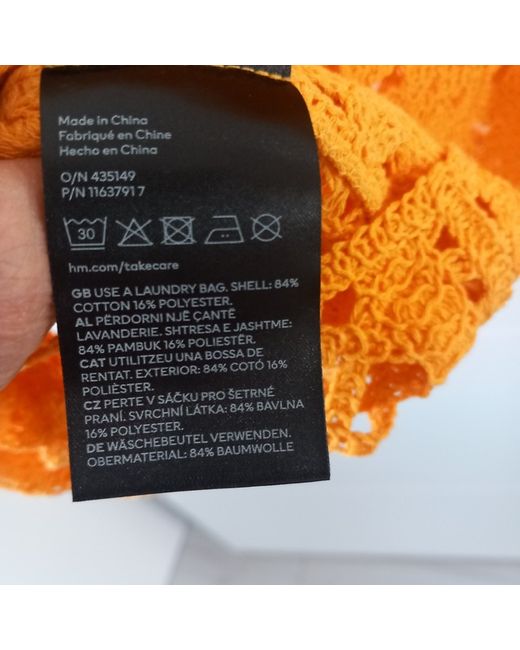 Made in China
Fabriqué en Chine
Hecho en China
O/N 435149
P/N 11637917
30
hm.com/takecare
GB USE A LAUNDRY BAG. SHELL: 84%
COTTON 16% POLYESTER.
AL PËRDORNI NJË ÇANTË
LAVANDERIE. SHTRESA E JASHTME:
84% PAMBUK 16% POLIESTËR.
CAT UTILITZEU UNA BOSSA DE
RENTAT. EXTERIOR: 84% COTÓ 16%
POLIÈSTER.
CZ PERTE V SÁČKU PRO ŠETRNÉ
PRANÍ. SVRCHNÍ LÁTKA: 84% BAVLNA
16% POLYESTER.
DE WÄSCHEBEUTEL VERWENDEN.
OBERMATERIAL: 84% BAUMWOLLE